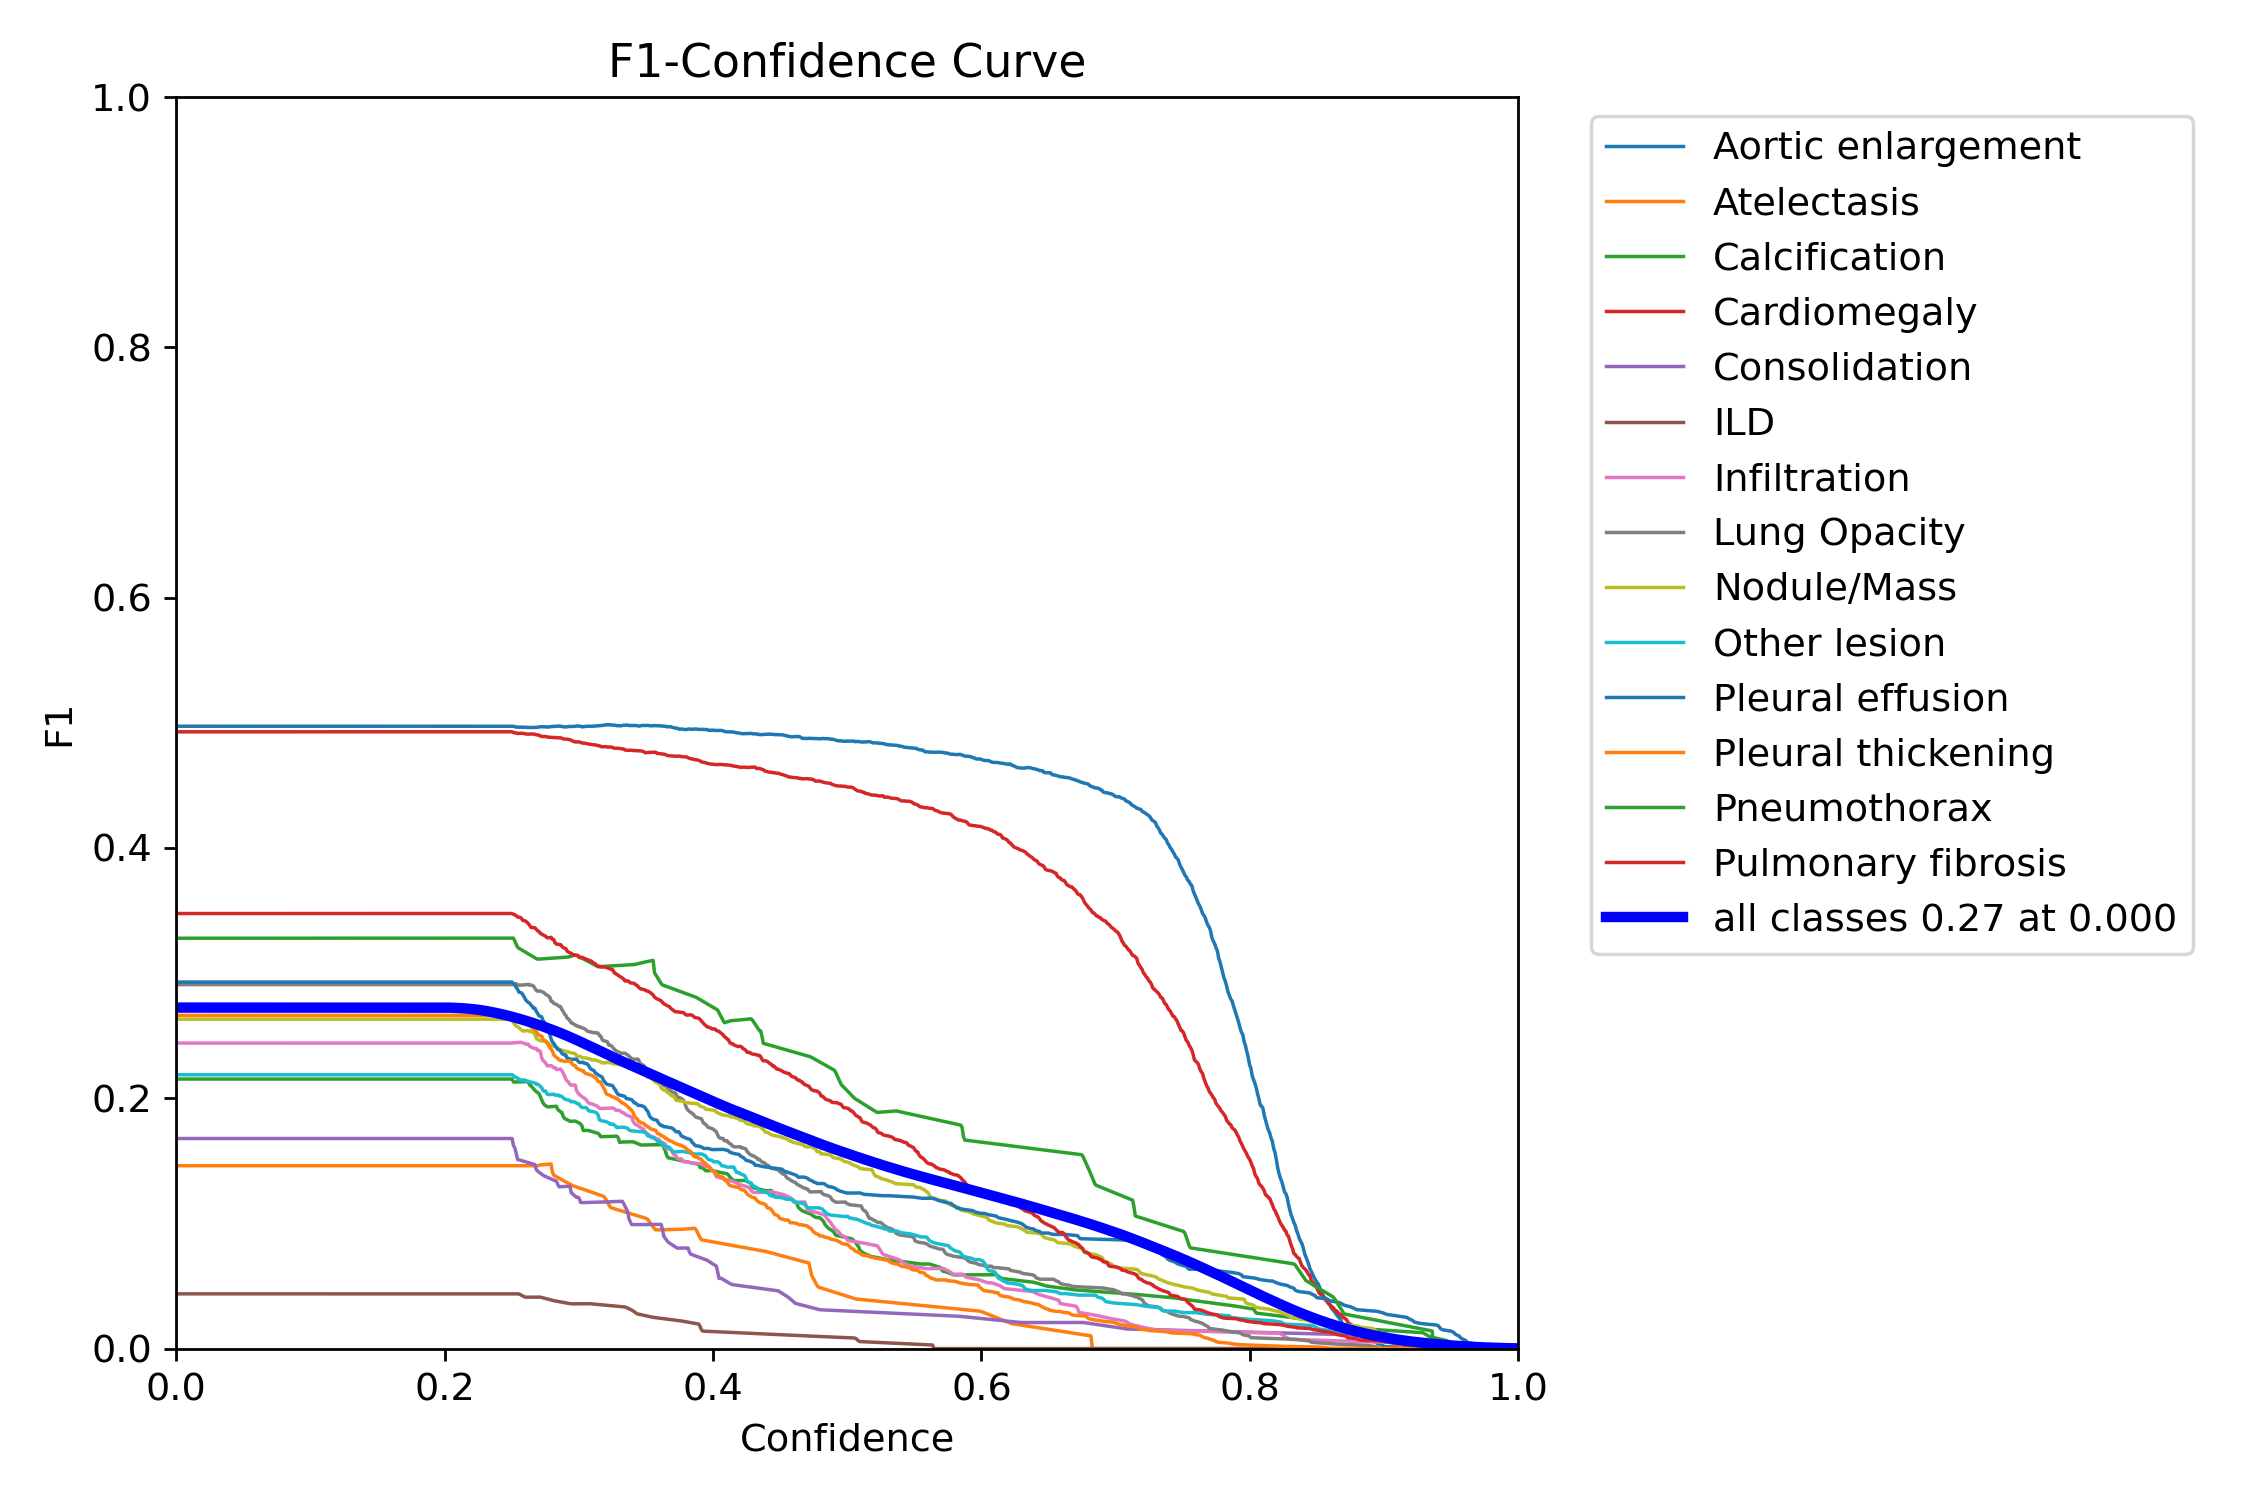 F1-Confidence Curve
1.0
0.8
0.6
0.4
0.2
0.0
F1
0.0 0.2 0.4 0.6 0.8 1.0
Confidence
Aortic enlargement
Atelectasis
Calcification
Cardiomegaly
Consolidation
ILD
Infiltration
Lung Opacity
Nodule/Mass
Other lesion
Pleural effusion
Pleural thickening
Pneumothorax
Pulmonary fibrosis
all classes 0.27 at 0.000